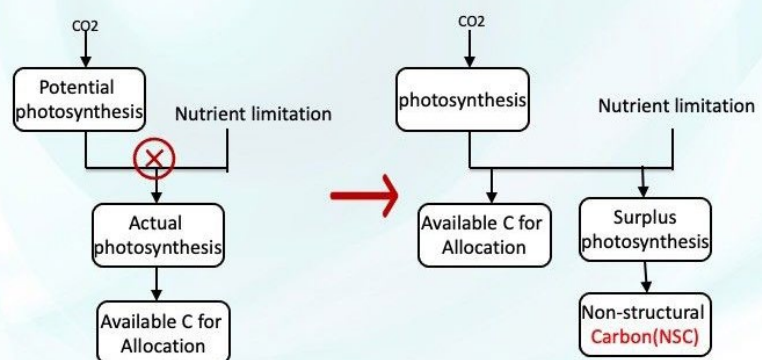 CO2
Potential
photosynthesis
Nutrient limitation
Actual
photosynthesis
Available C for
Allocation
CO2
photosynthesis
Nutrient limitation
Available C for
Allocation
Surplus
photosynthesis
Non-structural
Carbon(NSC)